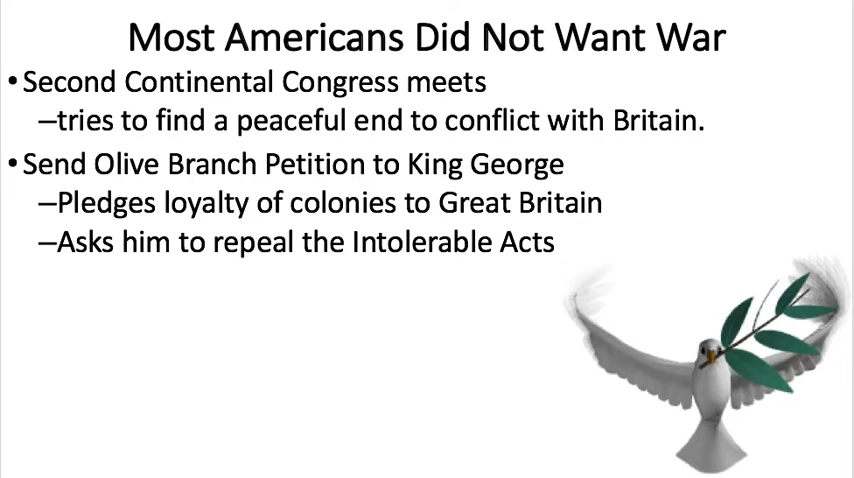 Most Americans Did Not Want War
•Second Continental Congress meets
–tries to find a peaceful end to conflict with Britain.
•Send Olive Branch Petition to King George
–Pledges loyalty of colonies to Great Britain
–Asks him to repeal the Intolerable Acts